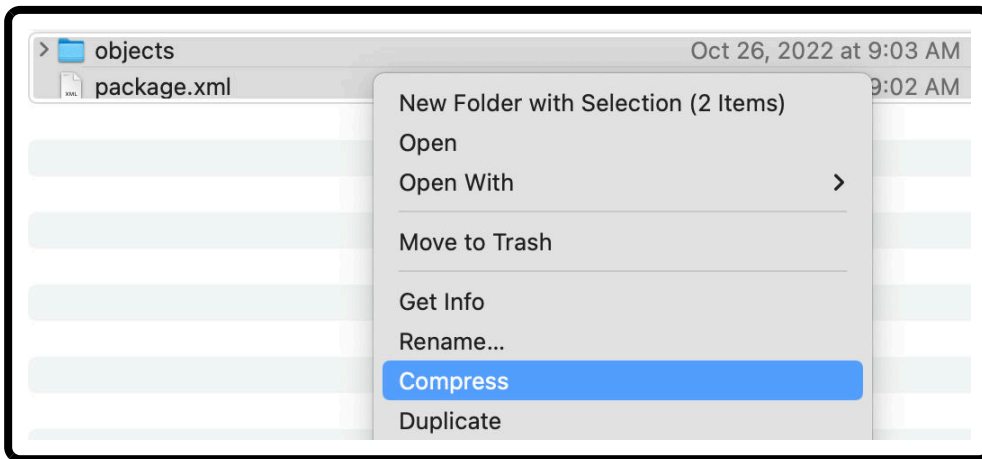 objects Oct 26, 2022 at 9:03 AM
package.xml 9:02 AM
New Folder with Selection (2 Items)
Open
Open With
Move to Trash
Get Info
Rename...
Compress
Duplicate